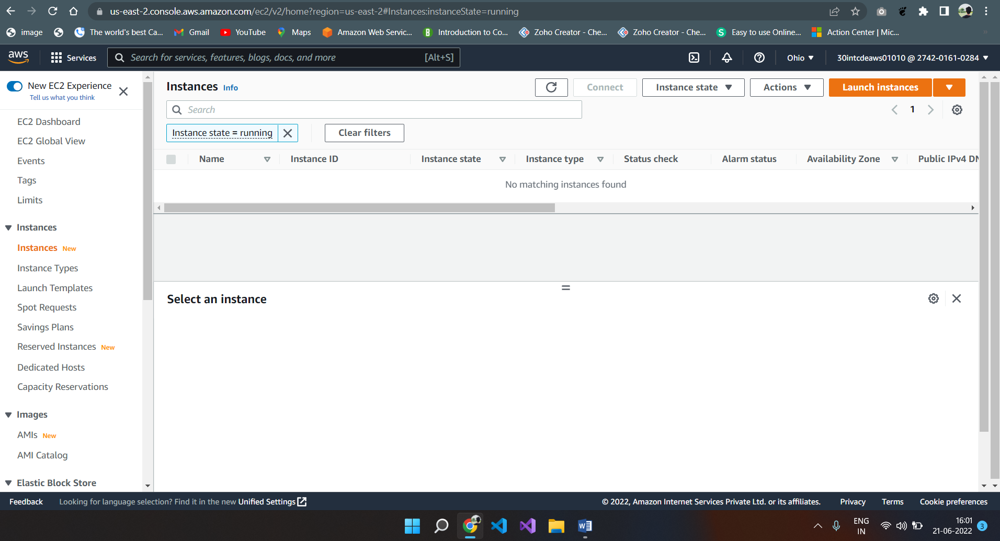 us-east-2.console.aws.amazon.com/ec2/v2/home?region=us-east-2#Instances:instanceState=running
image The world's best Ca... Gmail YouTube Maps Amazon Web Servic... B Introduction to Co... Zoho Creator - Che... Zoho Creator - Che... S Easy to use Online... Action Center | Mic... »
aws Services Search for services, features, blogs, docs, and more [Alt+S] Ohio 30intcdeaws01010 @ 2742-0161-0284
New EC2 Experience
Tell us what you think
EC2 Dashboard
EC2 Global View
Events
Tags
Limits
Instances
Instances New
Instance Types
Launch Templates
Spot Requests
Savings Plans
Reserved Instances New
Dedicated Hosts
Capacity Reservations
Images
AMIs New
AMI Catalog
Elastic Block Store
Instances Info Connect Instance state Actions Launch instances
Search 1
Instance state = running Clear filters
Name Instance ID Instance state Instance type Status check Alarm status Availability Zone Public IPv4 DN
No matching instances found
Select an instance
Feedback Looking for language selection? Find it in the new Unified Settings © 2022, Amazon Internet Services Private Ltd. or its affiliates. Privacy Terms Cookie preferences
ENG 16:01
IN 21-06-2022 3